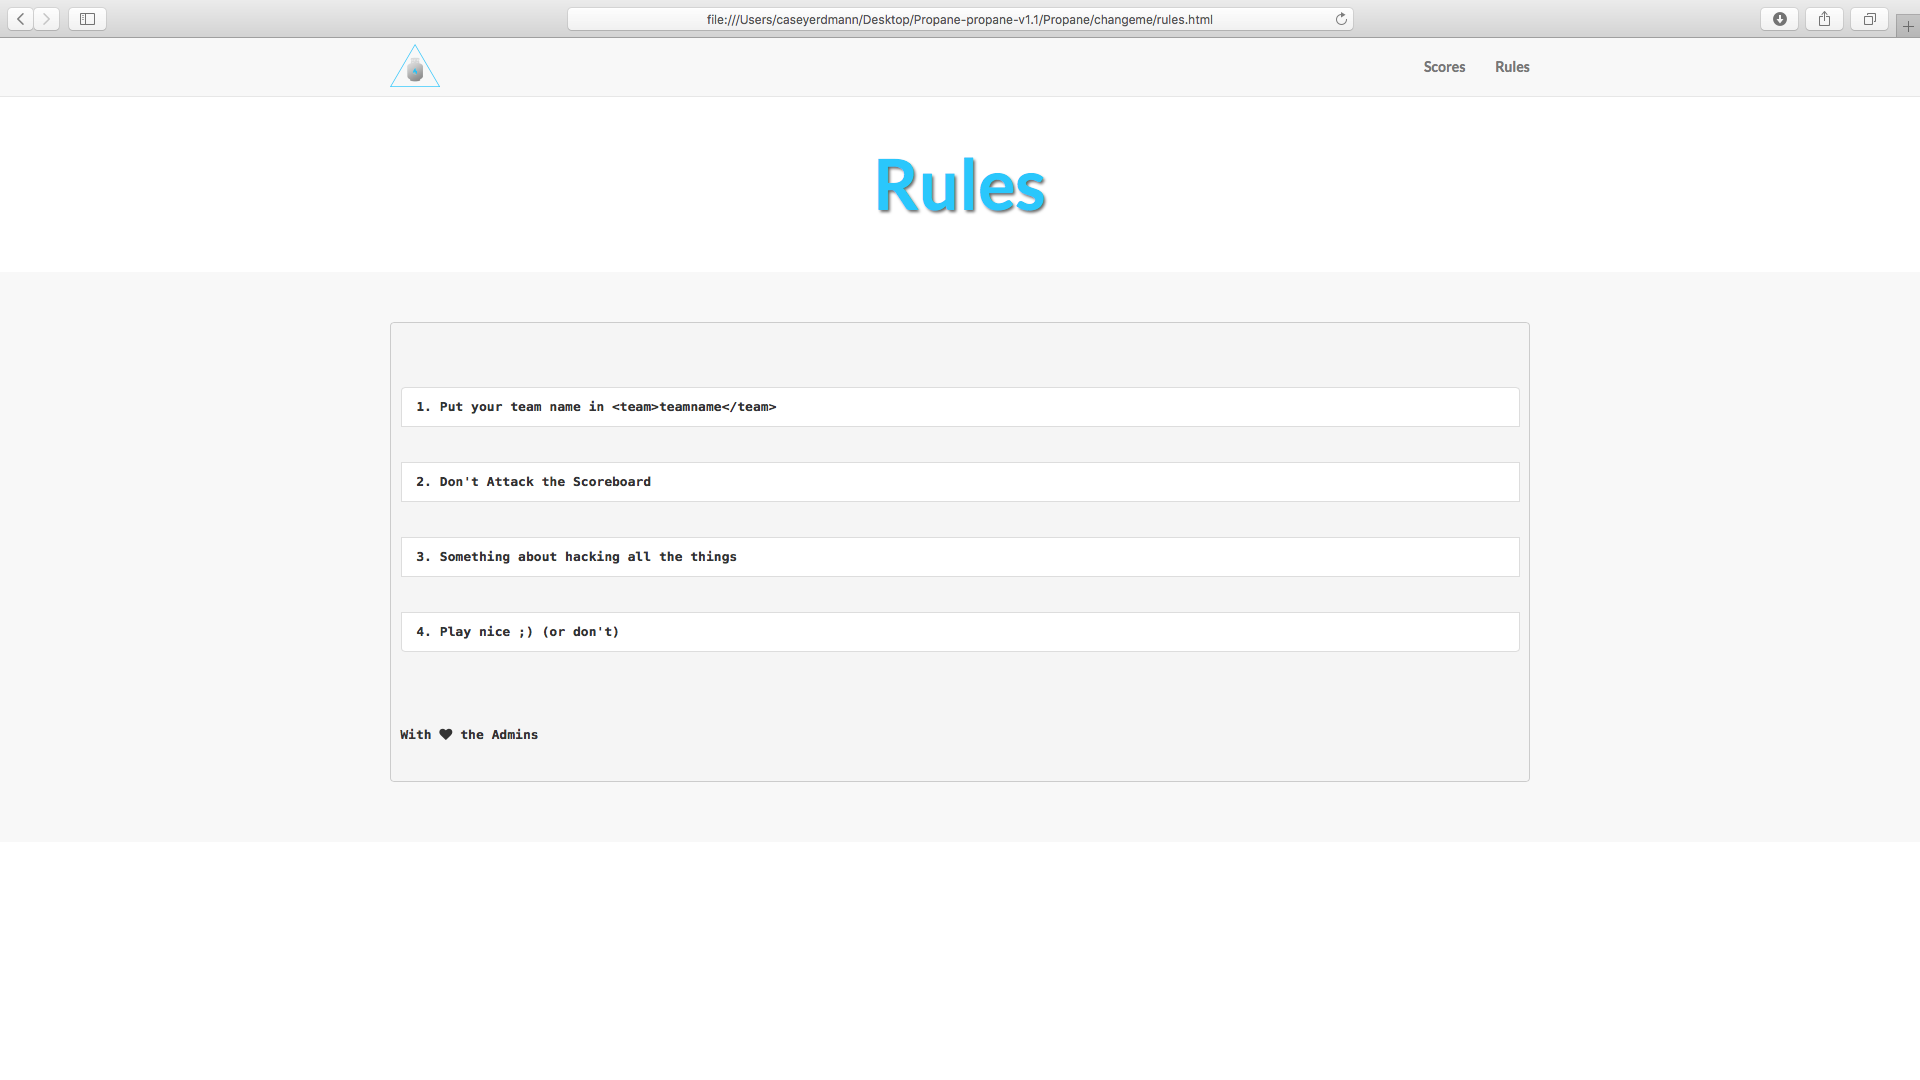 file:///Users/caseyerdmann/Desktop/Propane-propane-v1.1/Propane/changeme/rules.html
Scores Rules
Rules
1. Put your team name in <team>teamname</team>
2. Don't Attack the Scoreboard
3. Something about hacking all the things
4. Play nice ;) (or don't)
With ♥ the Admins